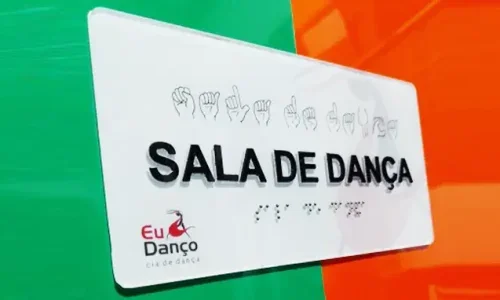 SALA DE DANÇA
Eu
Danço
cia de dança